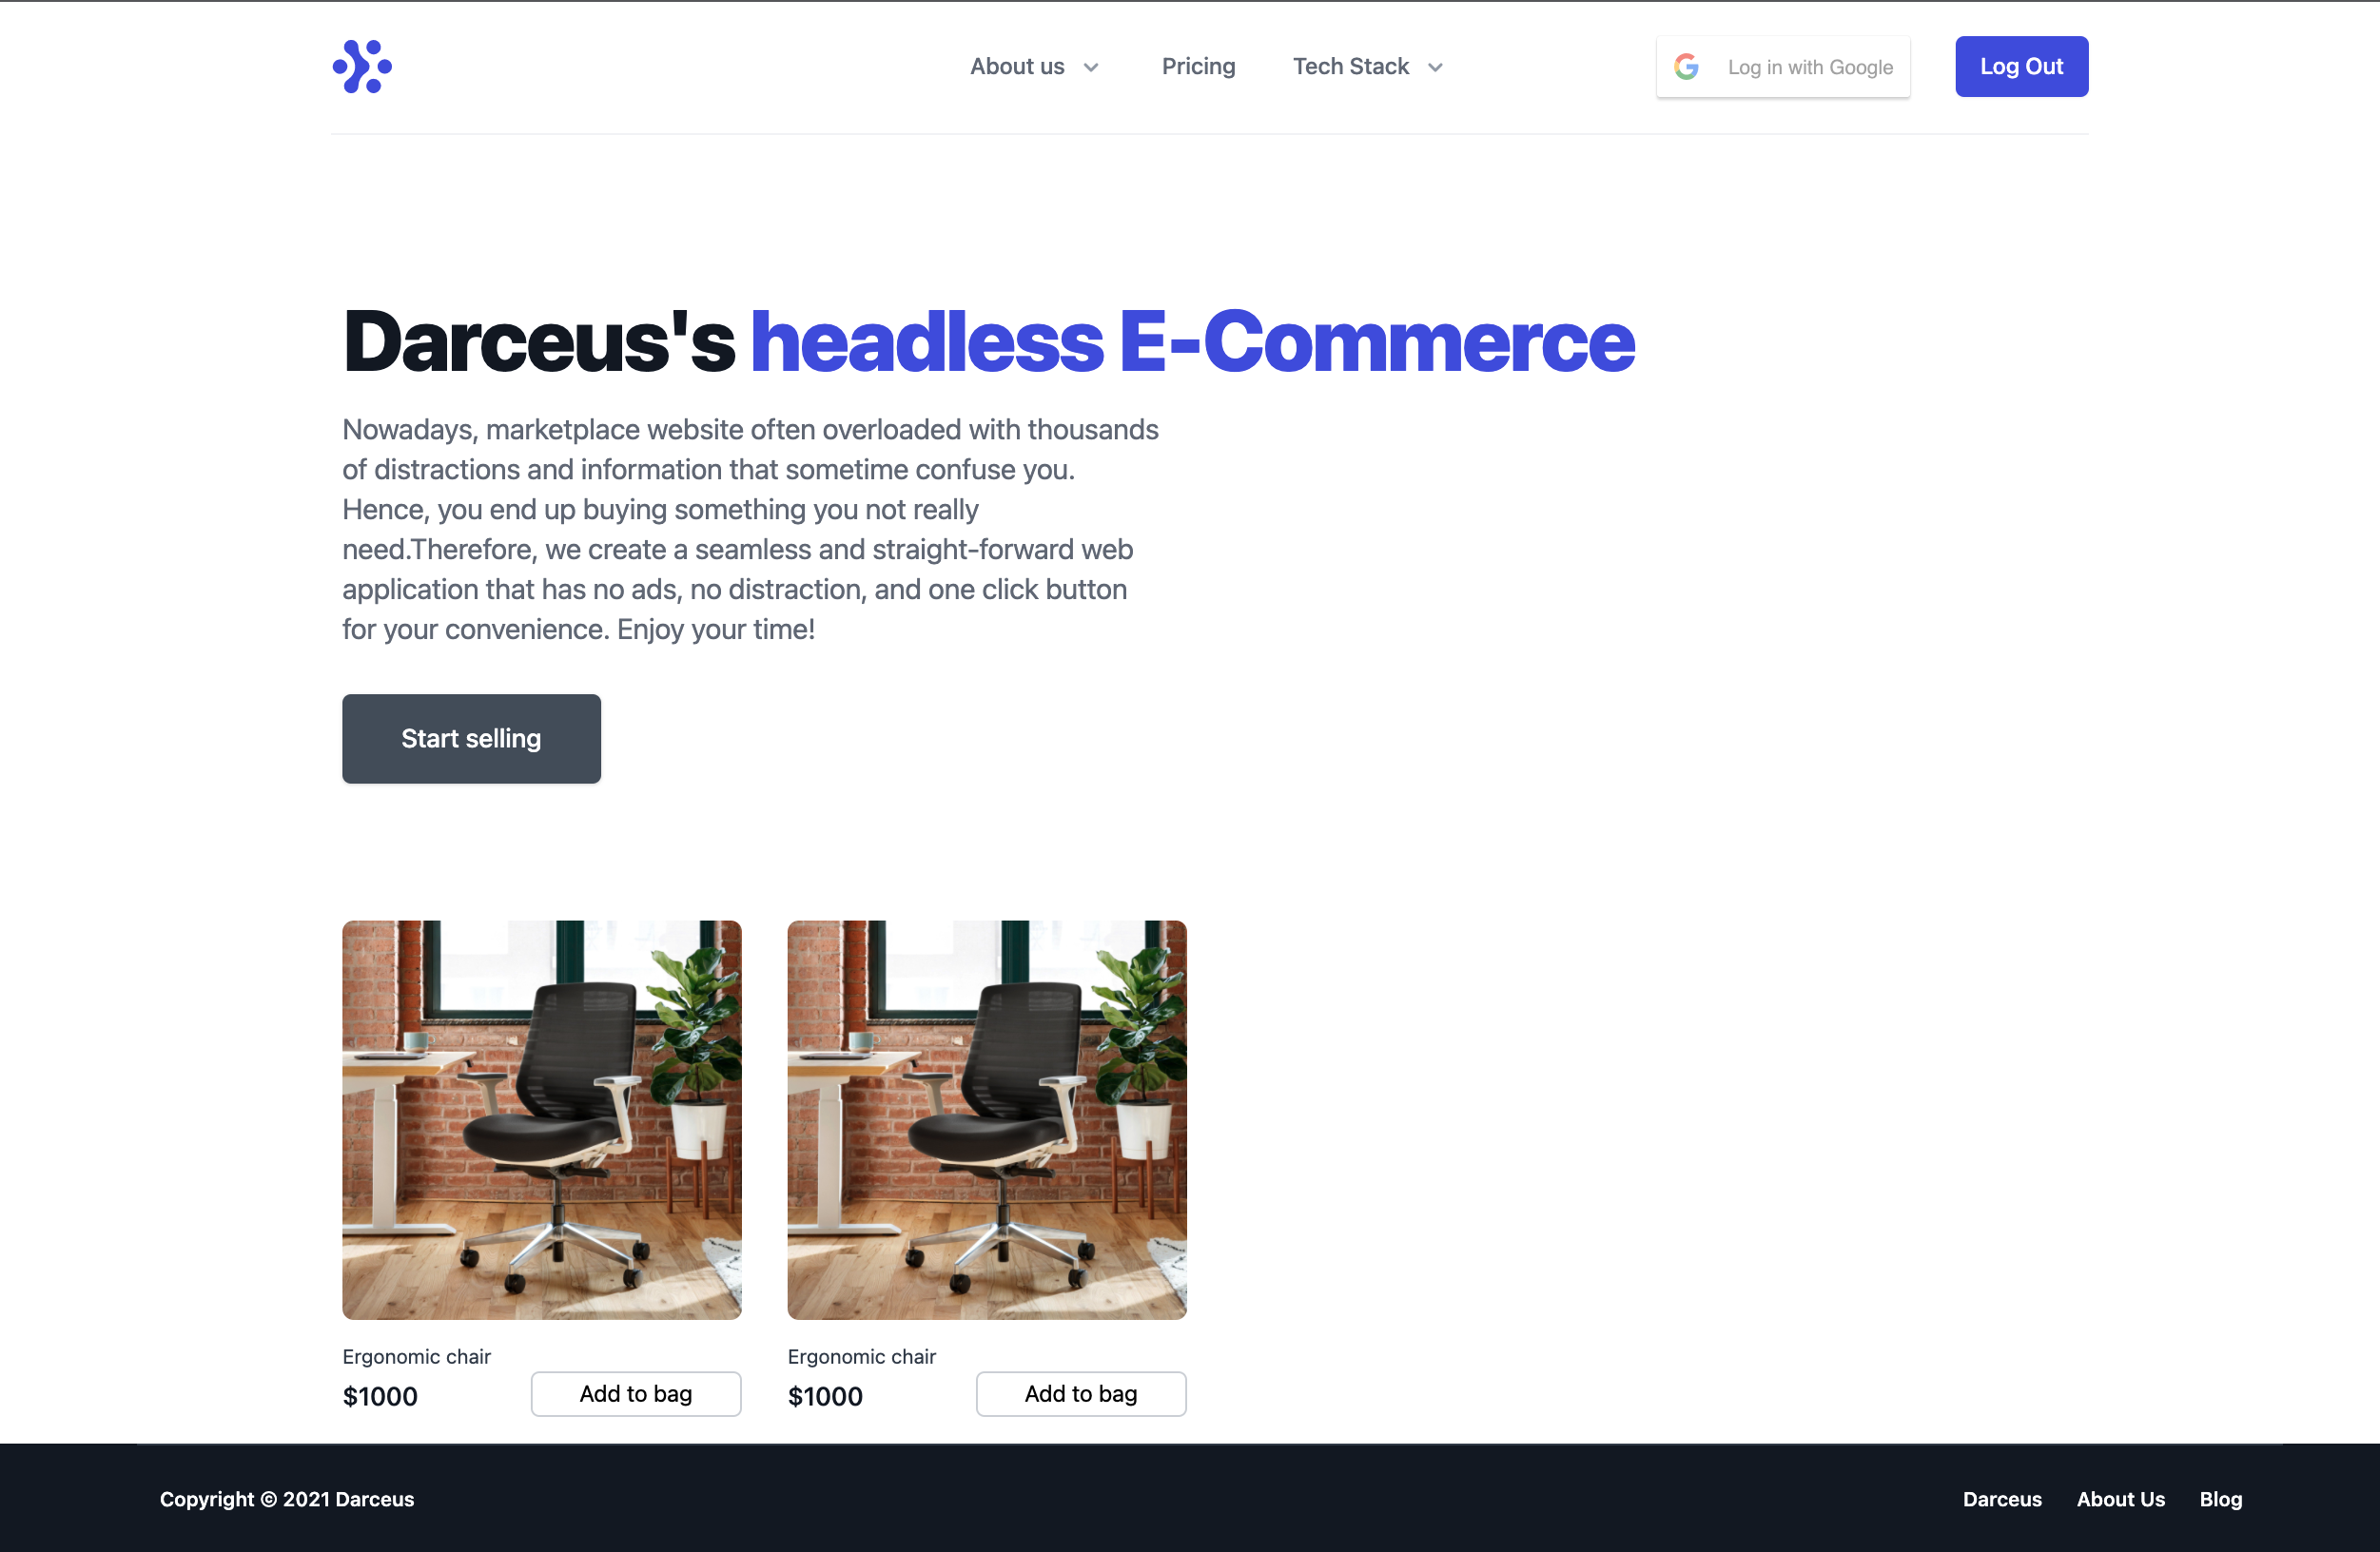 About us
Pricing
Tech Stack
Log in with Google
Log Out
Darceus's headless E-Commerce
Nowadays, marketplace website often overloaded with thousands
of distractions and information that sometime confuse you.
Hence, you end up buying something you not really
need.Therefore, we create a seamless and straight-forward web
application that has no ads, no distraction, and one click button
for your convenience. Enjoy your time!
Start selling
Ergonomic chair
$1000
Add to bag
Ergonomic chair
$1000
Add to bag
Copyright © 2021 Darceus
Darceus
About Us
Blog